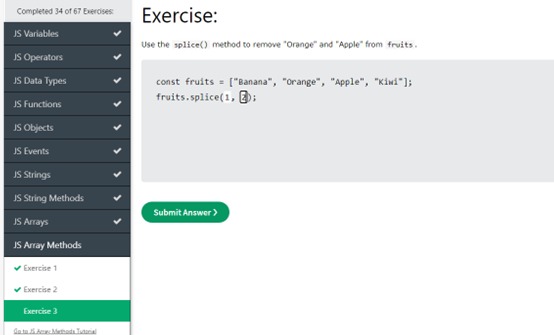 Completed 34 of 67 Exercises:
JS Variables
JS Operators
JS Data Types
JS Functions
JS Objects
JS Events
JS Strings
JS String Methods
JS Arrays
JS Array Methods
Exercise 1
Exercise 2
Exercise 3
Go to JS Array Methods Tutorial
Exercise:
Use the splice() method to remove "Orange" and "Apple" from fruits.
const fruits = ["Banana", "Orange", "Apple", "Kiwi"];
fruits.splice(1, 2);
Submit Answer ❯